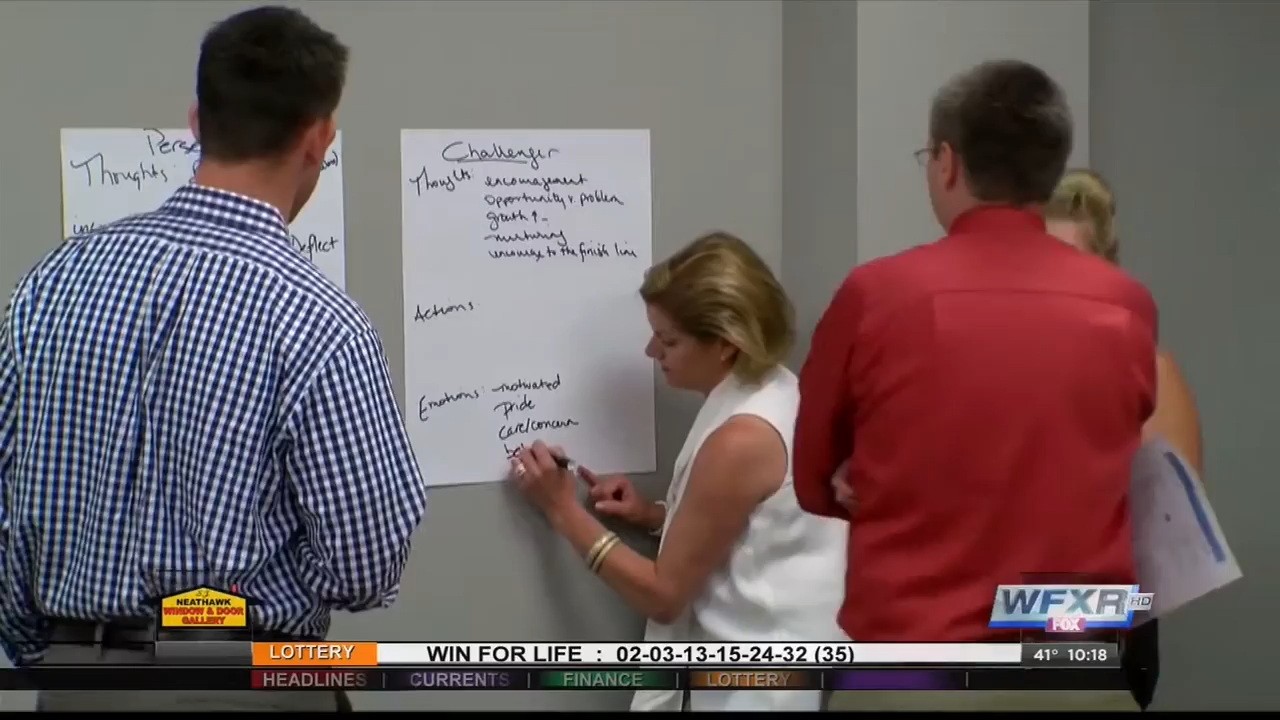 Thoughts:
Deflect
Challenger
Thoughts: encouragement
opportunity v. problem
growth ↑
- nurturing
encourage to the finish line
Actions:
Emotions: - motivated
pride
care/concern
NEATHAWK
WINDOW & DOOR
GALLERY
WFXR HD
FOX
LOTTERY WIN FOR LIFE : 02-03-13-15-24-32 (35) 41° 10:18
HEADLINES | CURRENTS | FINANCE | LOTTERY | |